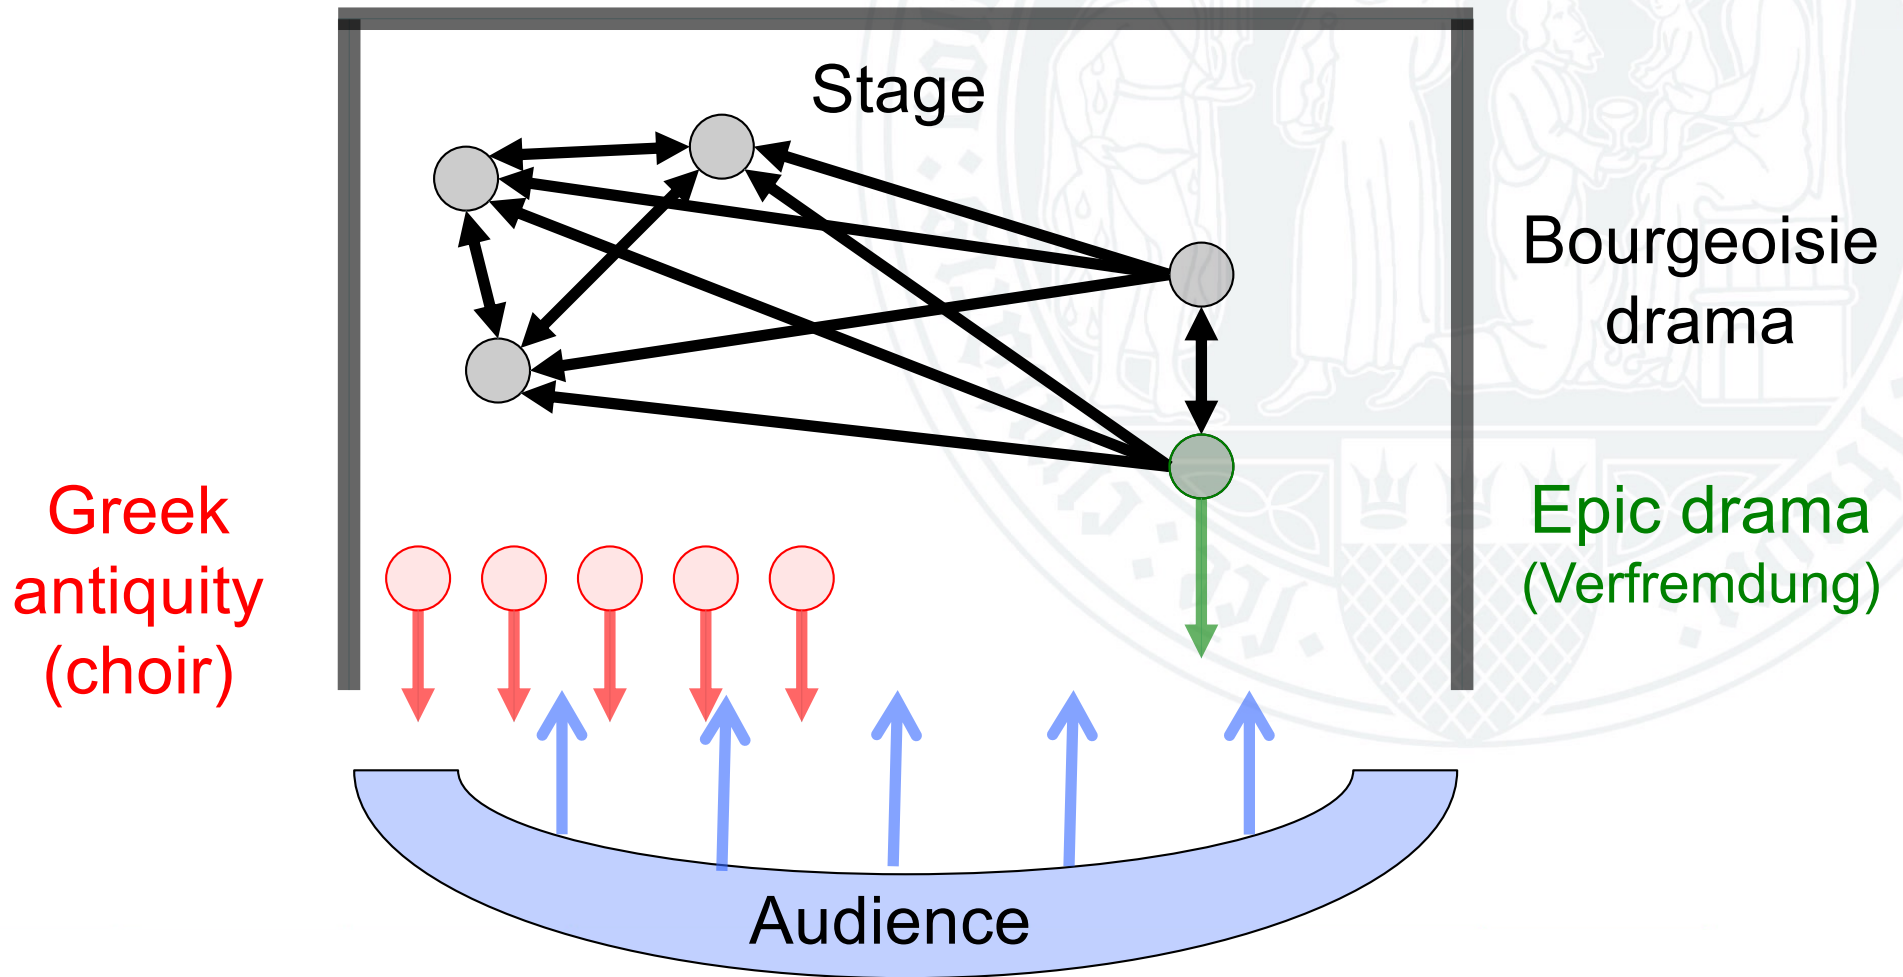 Stage
Bourgeoisie
drama
Greek
antiquity
(choir)
Epic drama
(Verfremdung)
Audience